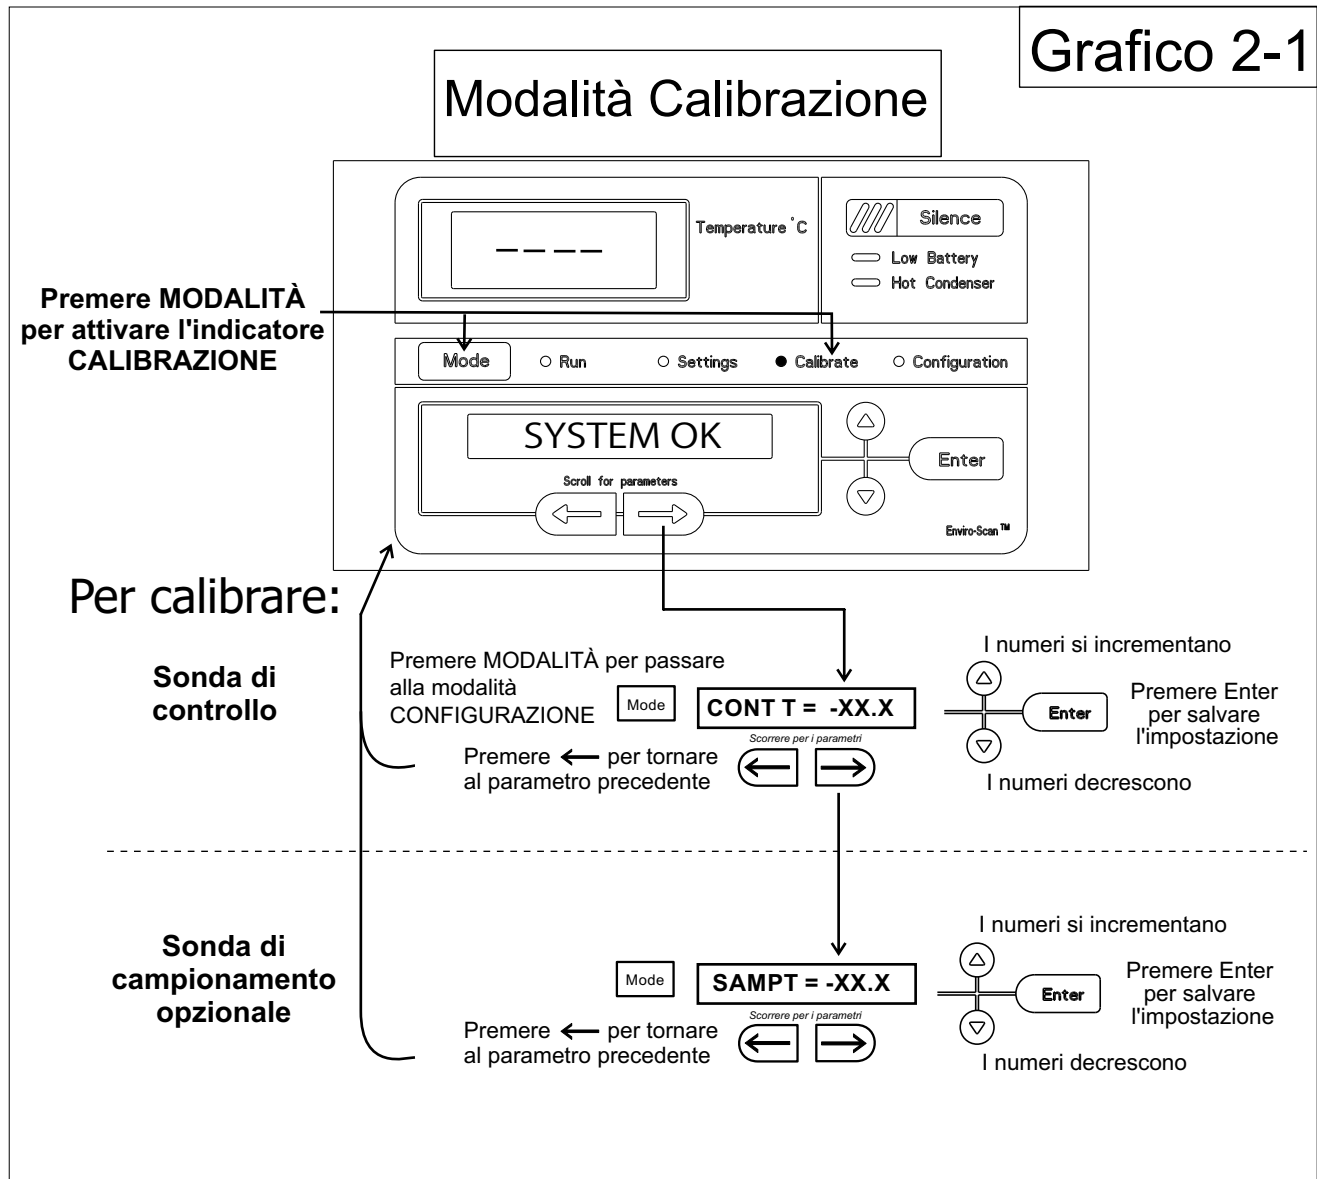 Grafico 2-1
Modalità Calibrazione
– – – –
Temperature °C
Silence
Low Battery
Hot Condenser
Premere MODALITÀ
per attivare l'indicatore
CALIBRAZIONE
Mode
Run
Settings
Calibrate
Configuration
SYSTEM OK
Scroll for parameters
Enter
Enviro-Scan™
Per calibrare:
Sonda di
controllo
Premere MODALITÀ per passare
alla modalità
CONFIGURAZIONE
Mode
CONT T = -XX.X
Scorrere per i parametri
Premere ← per tornare
al parametro precedente
I numeri si incrementano
Enter
Premere Enter
per salvare
l'impostazione
I numeri decrescono
Sonda di
campionamento
opzionale
Mode
SAMPT = -XX.X
Scorrere per i parametri
Premere ← per tornare
al parametro precedente
I numeri si incrementano
Enter
Premere Enter
per salvare
l'impostazione
I numeri decrescono